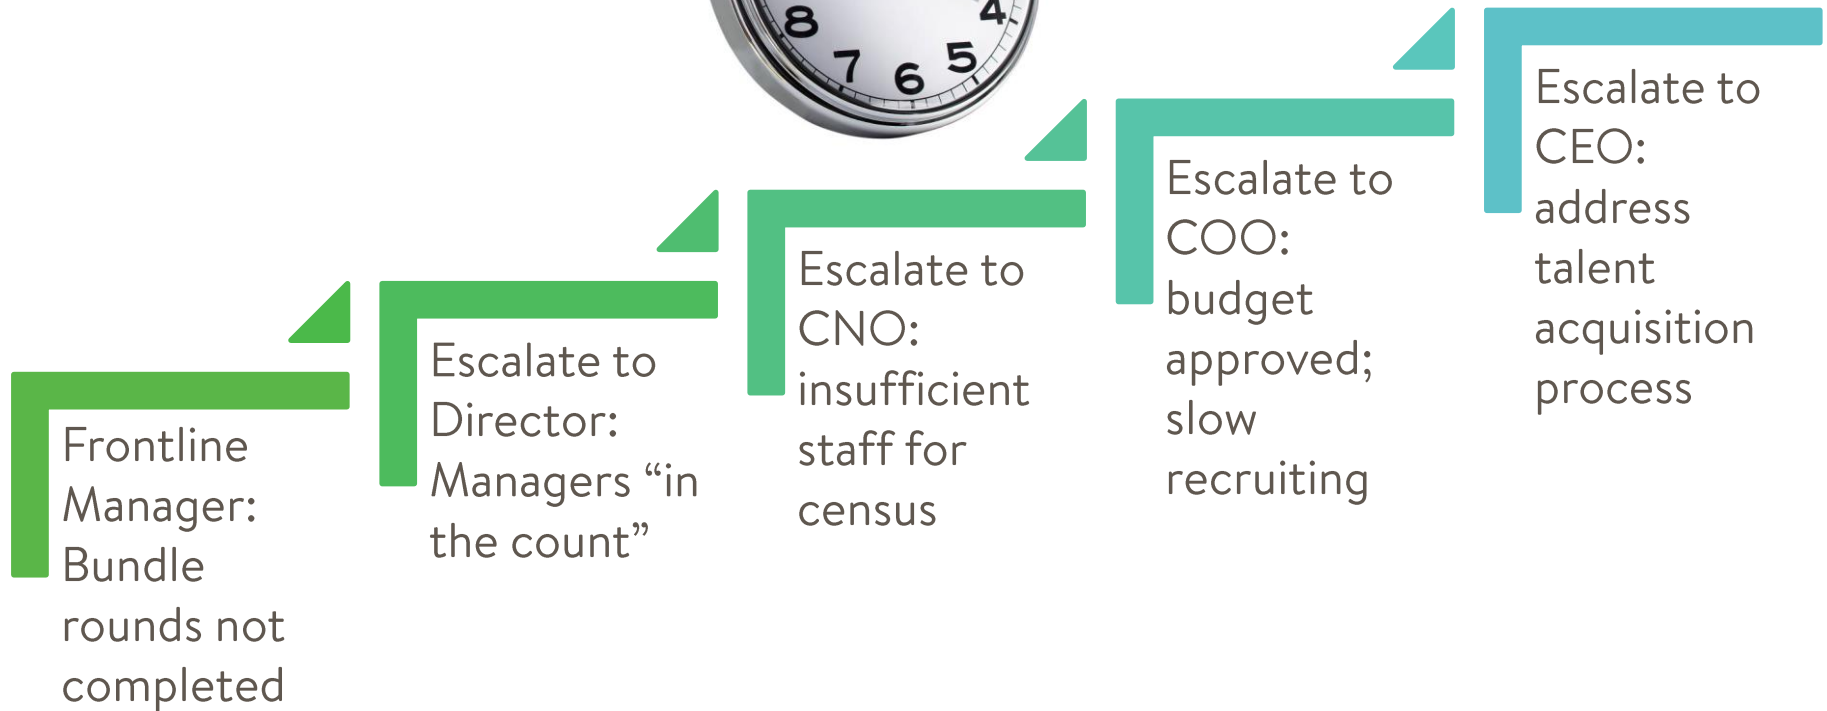 8
7
6
5
4
Frontline
Manager:
Bundle
rounds not
completed
Escalate to
Director:
Managers “in
the count”
Escalate to
CNO:
insufficient
staff for
census
Escalate to
COO:
budget
approved;
slow
recruiting
Escalate to
CEO:
address
talent
acquisition
process